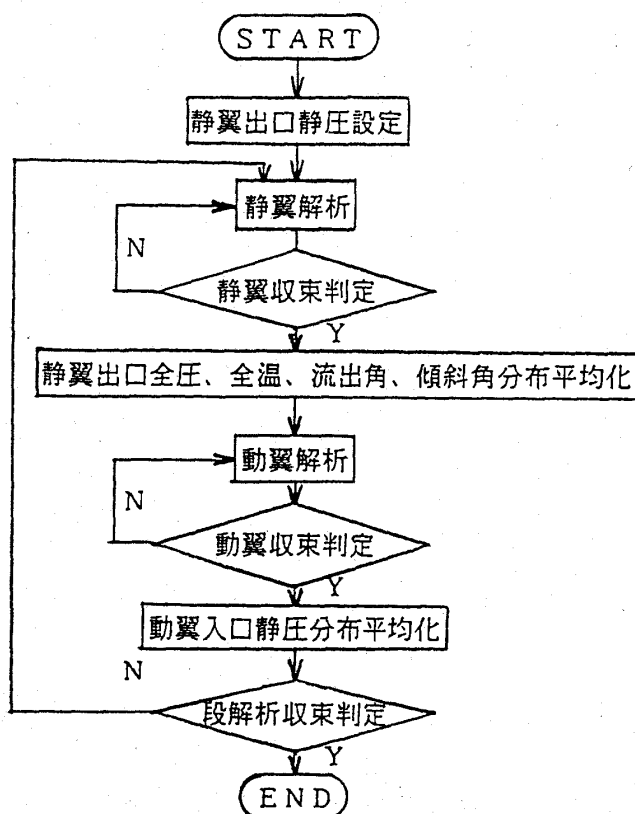 START
静翼出口静圧設定
静翼解析
N
静翼収束判定
Y
静翼出口全圧、全温、流出角、傾斜角分布平均化
動翼解析
N
動翼収束判定
Y
動翼入口静圧分布平均化
N
段解析収束判定
Y
END